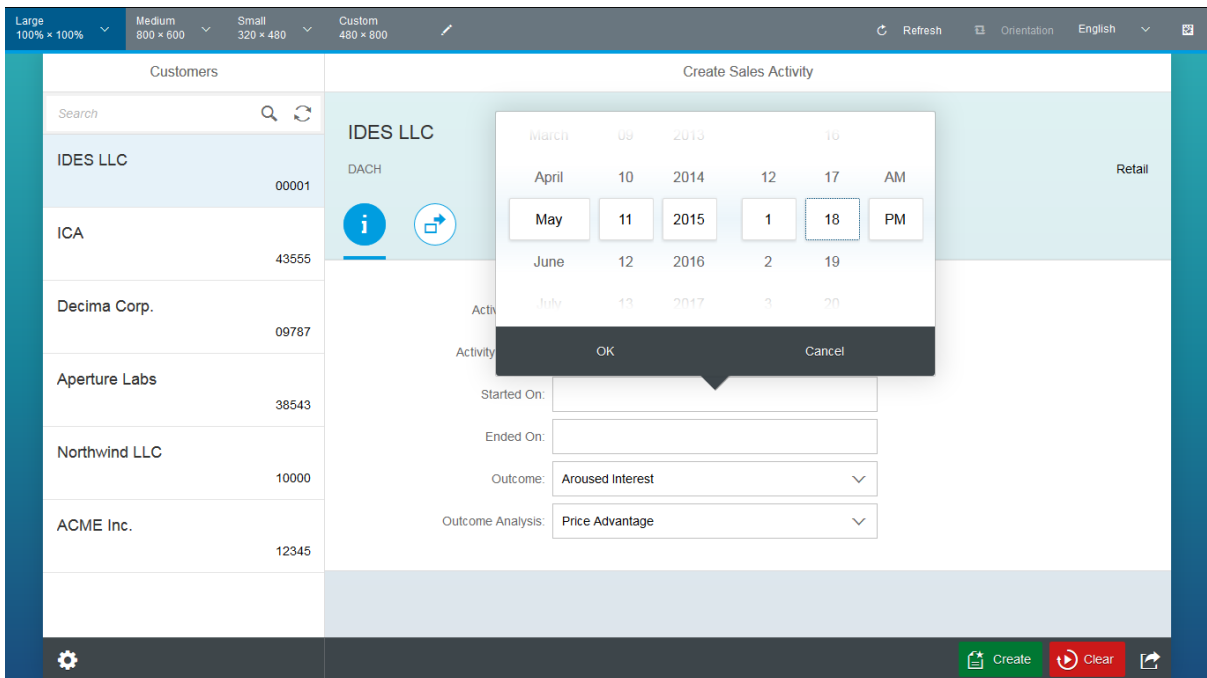 Large
100% × 100%
Medium
800 × 600
Small
320 × 480
Custom
480 × 800
Refresh
Orientation
English
Customers
Create Sales Activity
Search
IDES LLC
00001
ICA
43555
Decima Corp.
09787
Aperture Labs
38543
Northwind LLC
10000
ACME Inc.
12345
IDES LLC
DACH
Retail
March 09 2013 16
April 10 2014 12 17 AM
May 11 2015 1 18 PM
June 12 2016 2 19
July 13 2017 3 20
OK Cancel
Activ
Activity
Started On:
Ended On:
Outcome: Aroused Interest
Outcome Analysis: Price Advantage
Create
Clear